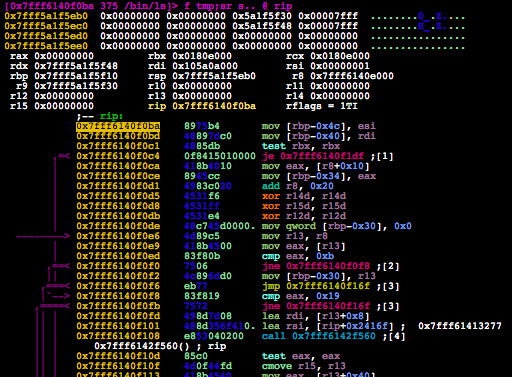 [0x7fff6140f0ba 375 /bin/ls]> f tmp;sr s.. @ rip
0x7fff5a1f5eb0 0x00000000 0x00000000 0x5a1f5f30 0x00007fff ........0_.Z....
0x7fff5a1f5ec0 0x00000000 0x00000000 0x5a1f5f48 0x00007fff ........H_.Z....
0x7fff5a1f5ed0 0x00000000 0x00000000 0x00000000 0x00000000 ................
0x7fff5a1f5ee0 0x00000000 0x00000000 0x00000000 0x00000000 ................
rax 0x00000000 rbx 0x0180e000 rcx 0x0180e000
rdx 0x7fff5a1f5f48 rdi 0x105a0a000 rsi 0x00000001
rbp 0x7fff5a1f5f10 rsp 0x7fff5a1f5eb0 r8 0x7fff6140e000
r9 0x7fff5a1f5f30 r10 0x00000000 r11 0x00000000
r12 0x00000000 r13 0x00000000 r14 0x00000000
r15 0x00000000 rip 0x7fff6140f0ba rflags = 1TI
;-- rip:
0x7fff6140f0ba 8975b4 mov [rbp-0x4c], esi
0x7fff6140f0bd 48897dc0 mov [rbp-0x40], rdi
0x7fff6140f0c1 4885db test rbx, rbx
0x7fff6140f0c4 0f8415010000 je 0x7fff6140f1df ;[1]
0x7fff6140f0ca 418b4010 mov eax, [r8+0x10]
0x7fff6140f0ce 8945cc mov [rbp-0x34], eax
0x7fff6140f0d1 4983c020 add r8, 0x20
0x7fff6140f0d5 4531f6 xor r14d, r14d
0x7fff6140f0d8 4531ff xor r15d, r15d
0x7fff6140f0db 4531e4 xor r12d, r12d
0x7fff6140f0de 48c745d0000. mov qword [rbp-0x30], 0x0
0x7fff6140f0e6 4d89c5 mov r13, r8
0x7fff6140f0e9 418b4500 mov eax, [r13]
0x7fff6140f0ed 83f80b cmp eax, 0xb
0x7fff6140f0f0 7506 jne 0x7fff6140f0f8 ;[2]
0x7fff6140f0f2 4c896dd0 mov [rbp-0x30], r13
0x7fff6140f0f6 eb77 jmp 0x7fff6140f16f ;[3]
0x7fff6140f0f8 83f819 cmp eax, 0x19
0x7fff6140f0fb 7572 jne 0x7fff6140f16f ;[3]
0x7fff6140f0fd 498d7d08 lea rdi, [r13+0x8]
0x7fff6140f101 488d356f410. lea rsi, [rip+0x2416f] ; 0x7fff61413277
0x7fff6140f108 e853040200 call 0x7fff6142f560 ;[4]
0x7fff6142f560() ; rip
0x7fff6140f10d 85c0 test eax, eax
0x7fff6140f10f 4d0f44fd cmove r15, r13
0x7fff6140f113 418b4540 mov eax, [r13+0x40]